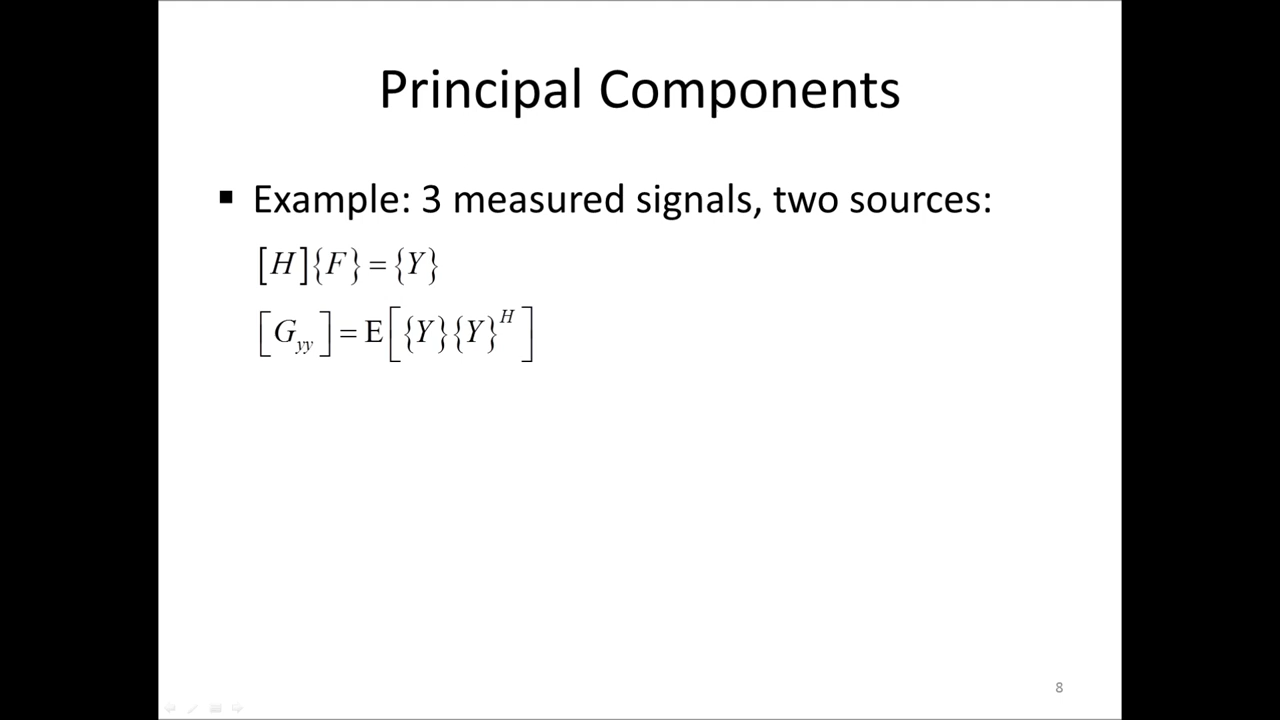 Principal Components
▪ Example: 3 measured signals, two sources:
[H]{F} = {Y}
[G_yy] = E[{Y}{Y}^H]
8